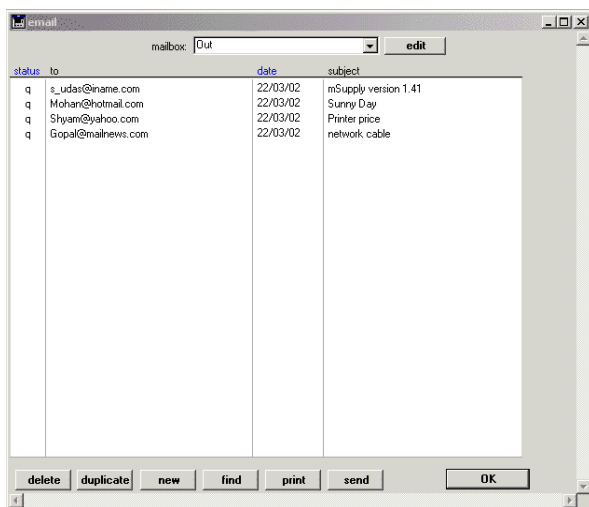 email
mailbox: Out edit
status to date subject
q s_udas@iname.com 22/03/02 mSupply version 1.41
q Mohan@hotmail.com 22/03/02 Sunny Day
q Shyam@yahoo.com 22/03/02 Printer price
q Gopal@mailnews.com 22/03/02 network cable
delete duplicate new find print send OK